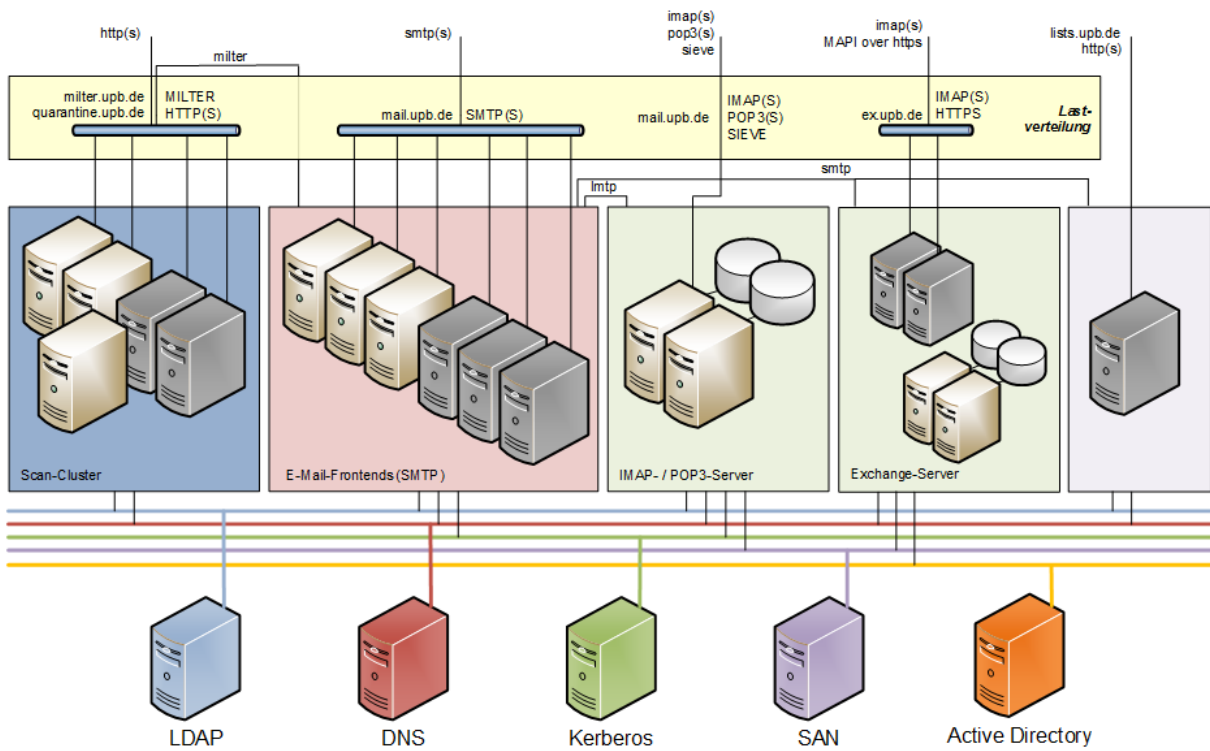 http(s)
smtp(s)
imap(s)
pop3(s)
sieve
imap(s)
MAPI over https
lists.upb.de
http(s)
milter
milter.upb.de
quarantine.upb.de
MILTER
HTTP(S)
mail.upb.de
SMTP(S)
mail.upb.de
IMAP(S)
POP3(S)
SIEVE
ex.upb.de
IMAP(S)
HTTPS
Last-
verteilung
smtp
lmtp
Scan-Cluster
E-Mail-Frontends (SMTP)
IMAP- / POP3-Server
Exchange-Server
LDAP
DNS
Kerberos
SAN
Active Directory